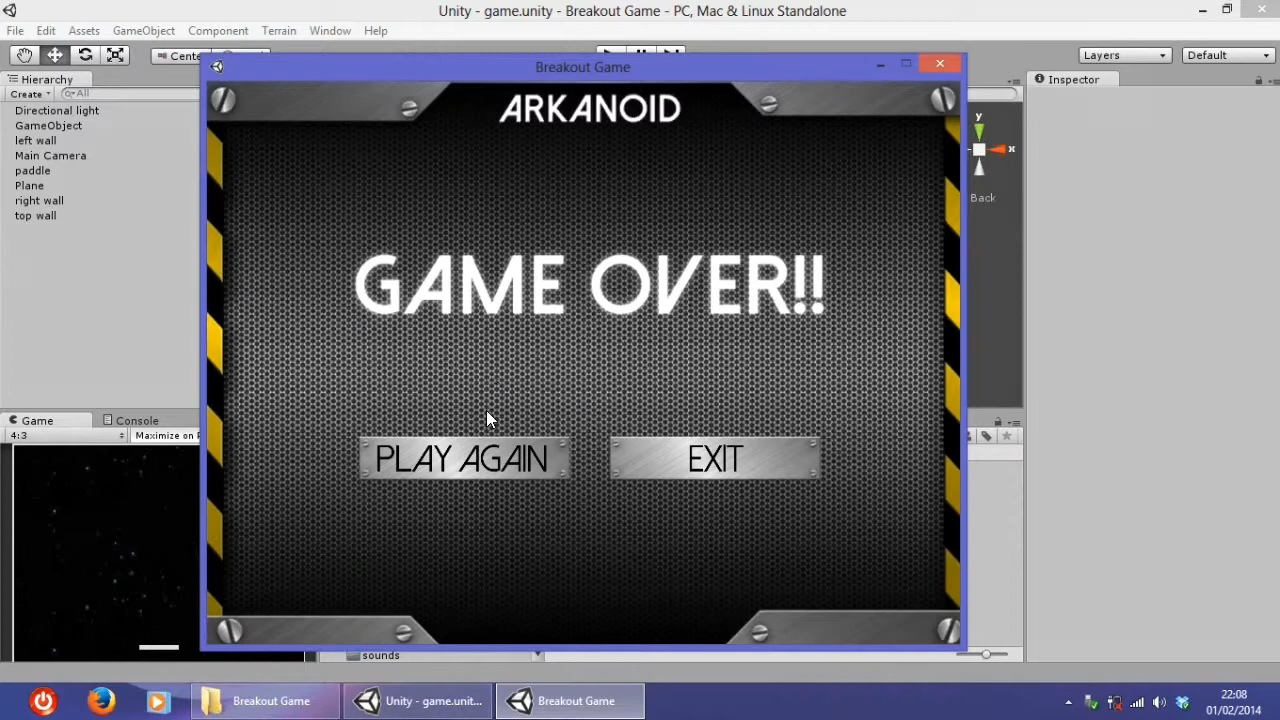 Unity - game.unity - Breakout Game - PC, Mac & Linux Standalone
File Edit Assets GameObject Component Terrain Window Help
Layers Default
Breakout Game
Hierarchy
Inspector
Create All
Directional light
GameObject
left wall
Main Camera
paddle
Plane
right wall
top wall
y
x
Back
ARKANOID
GAME OVER!!
PLAY AGAIN EXIT
Game Console
4:3
sounds
Breakout Game Unity - game.unit... Breakout Game
22:08
01/02/2014